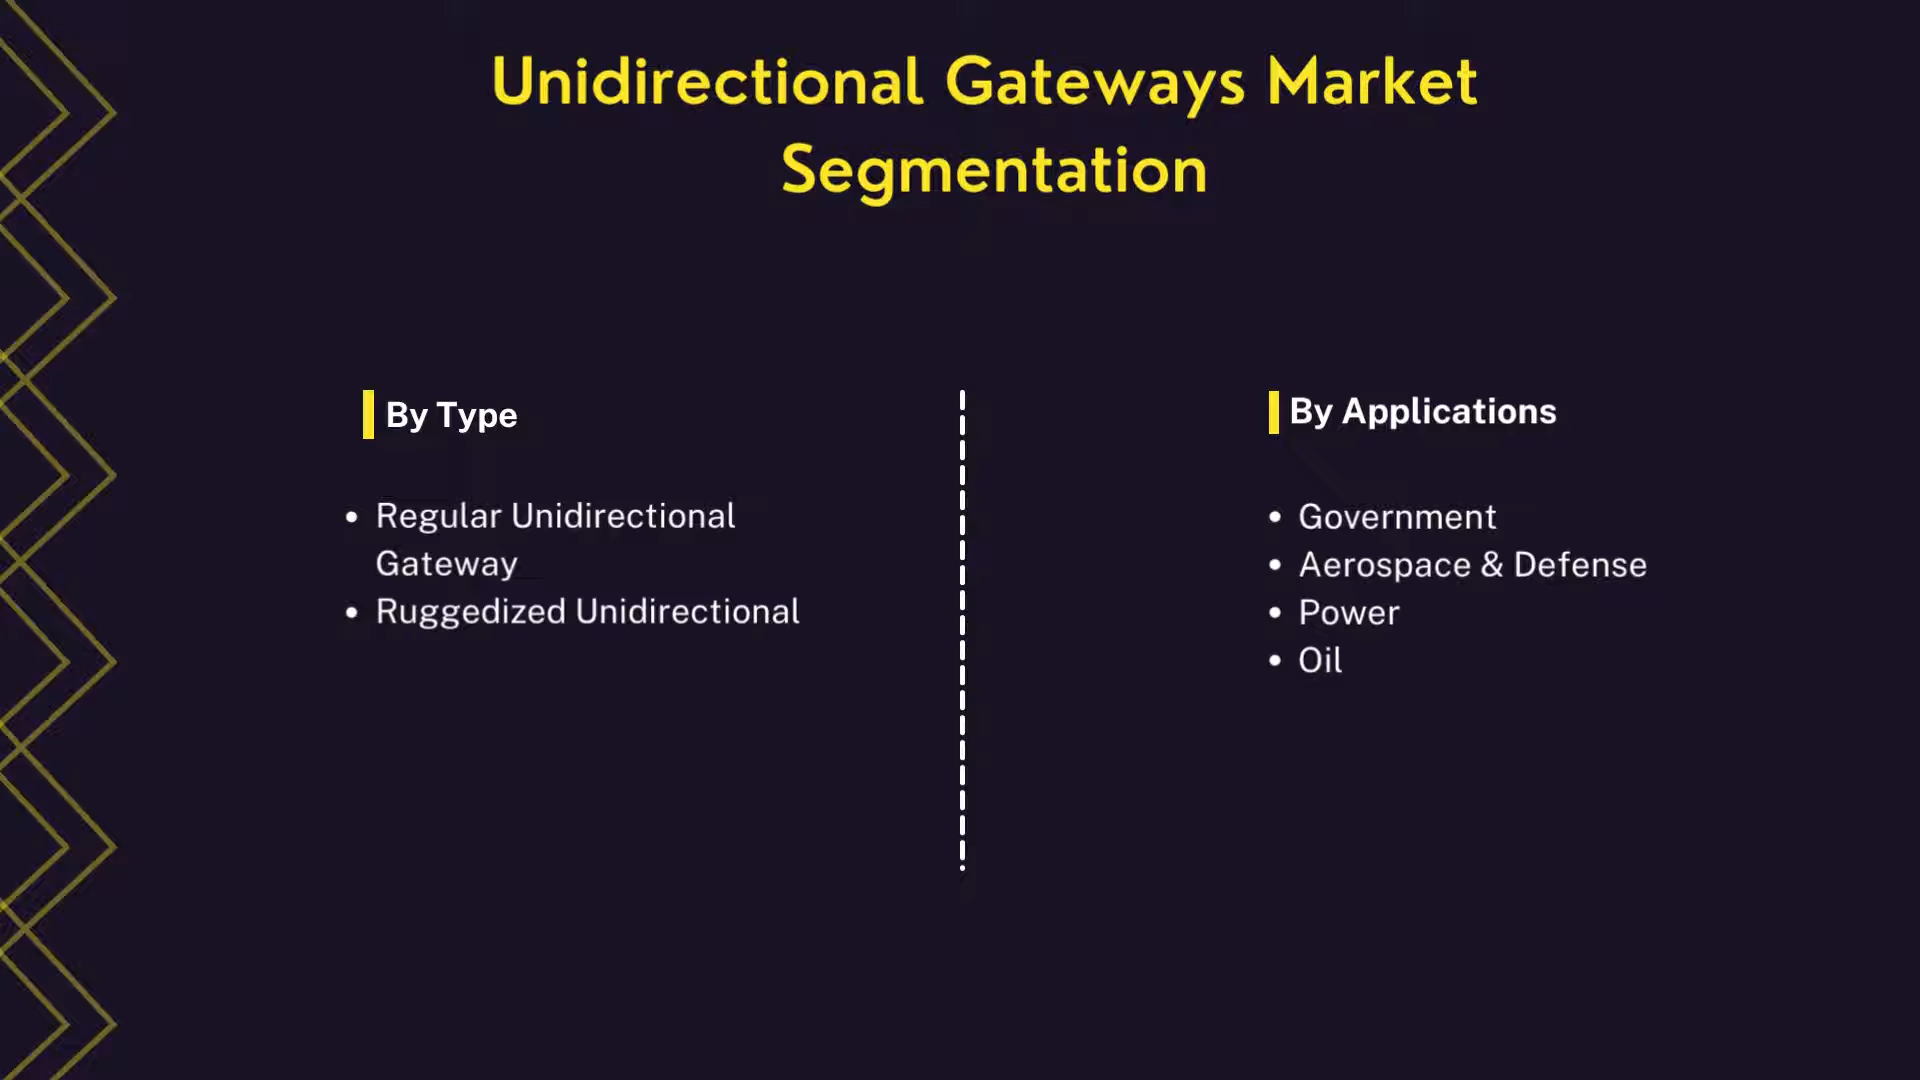 Unidirectional Gateways Market
Segmentation
By Type
Regular Unidirectional
Gateway
Ruggedized Unidirectional
By Applications
Government
Aerospace & Defense
Power
Oil